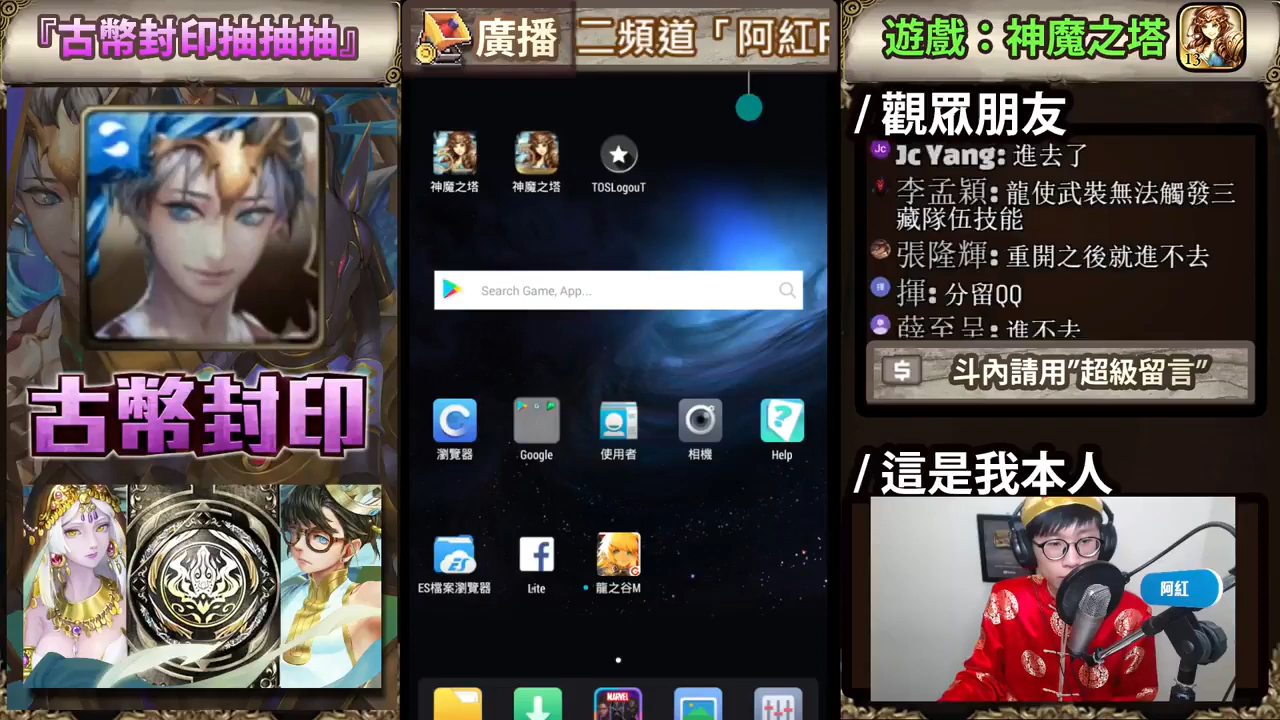 『古幣封印抽抽抽』
古幣封印
廣播
二頻道「阿紅
神魔之塔
神魔之塔
TOSLogouT
Search Game, App...
瀏覽器
Google
使用者
相機
Help
ES檔案瀏覽器
Lite
龍之谷M
MARVEL
遊戲：神魔之塔
13
/ 觀眾朋友
Jc Yang: 進去了
李孟穎: 龍使武裝無法觸發三
藏隊伍技能
張隆輝: 重開之後就進不去
揮: 分留QQ
薛至呈: 進不去
斗內請用”超級留言”
/ 這是我本人
阿紅